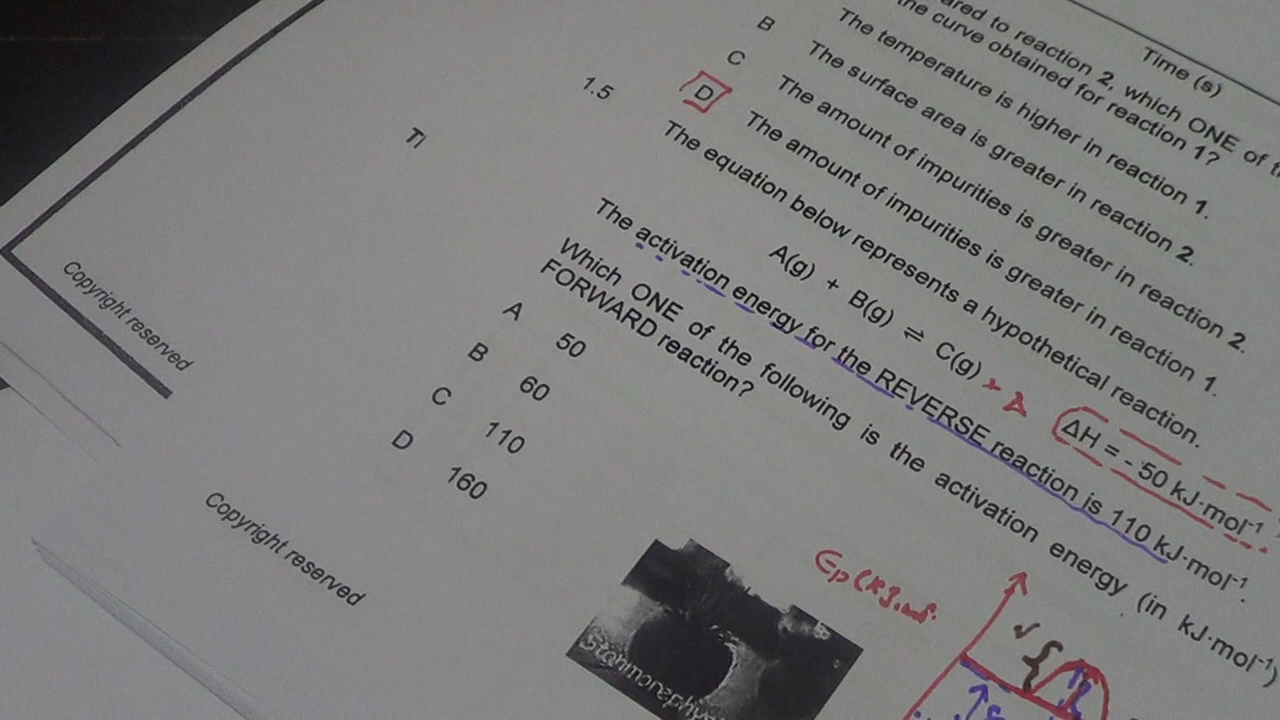 Time (s)
ared to reaction 2, which ONE of t
the curve obtained for reaction 1?
The temperature is higher in reaction 1.
B The surface area is greater in reaction 2.
C The amount of impurities is greater in reaction 2.
D The amount of impurities is greater in reaction 1.
1.5 The equation below represents a hypothetical reaction.
A(g) + B(g) ⇌ C(g) ΔH = - 50 kJ·mol⁻¹
The activation energy for the REVERSE reaction is 110 kJ·mol⁻¹.
Which ONE of the following is the activation energy (in kJ·mol⁻¹)
FORWARD reaction?
A 50
B 60
C 110
D 160
Copyright reserved
Copyright reserved